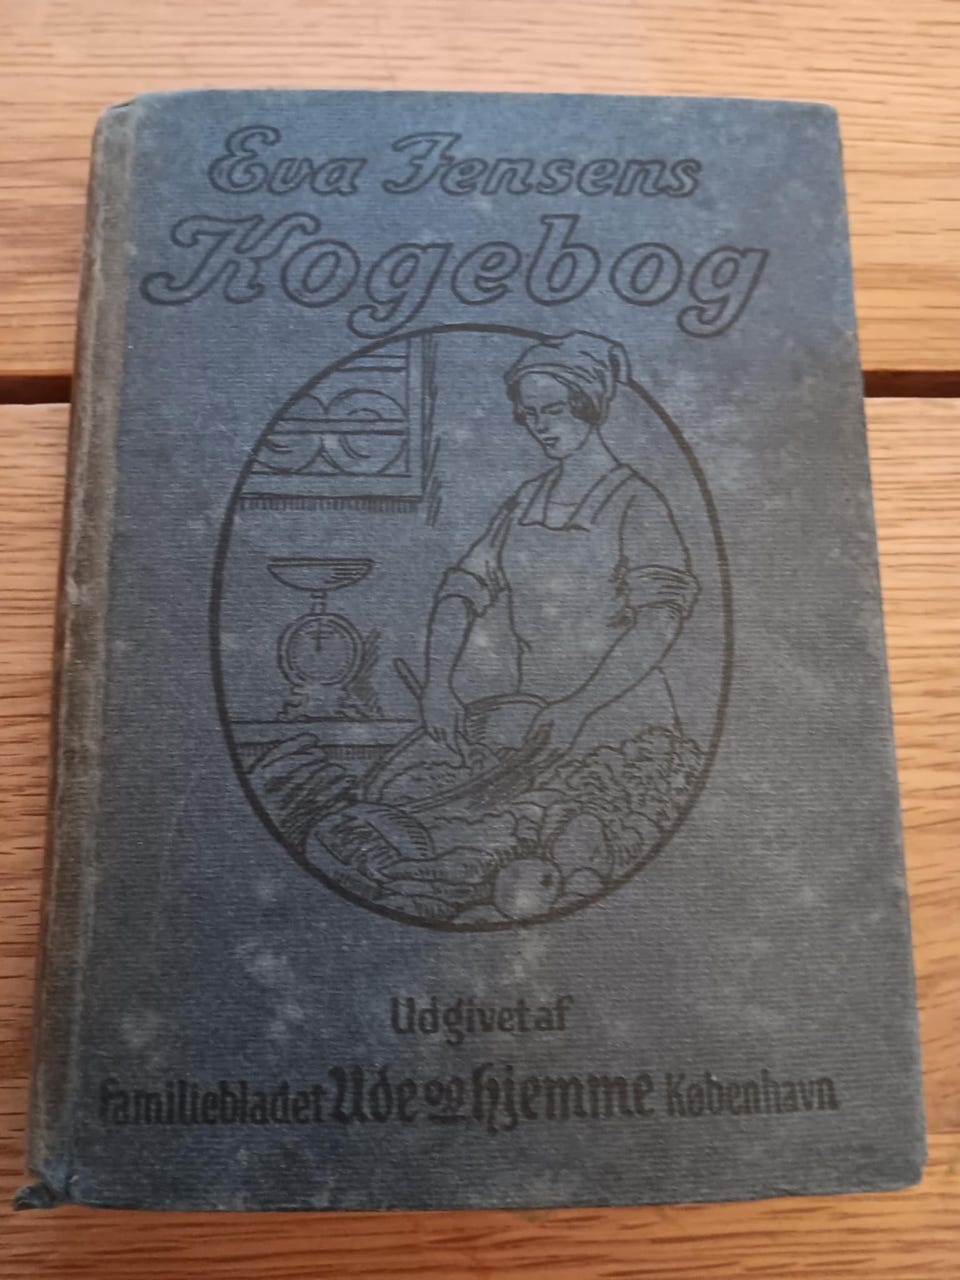 Eva Jensens
Kogebog
Udgivet af
Familiebladet Ude og Hjemme København